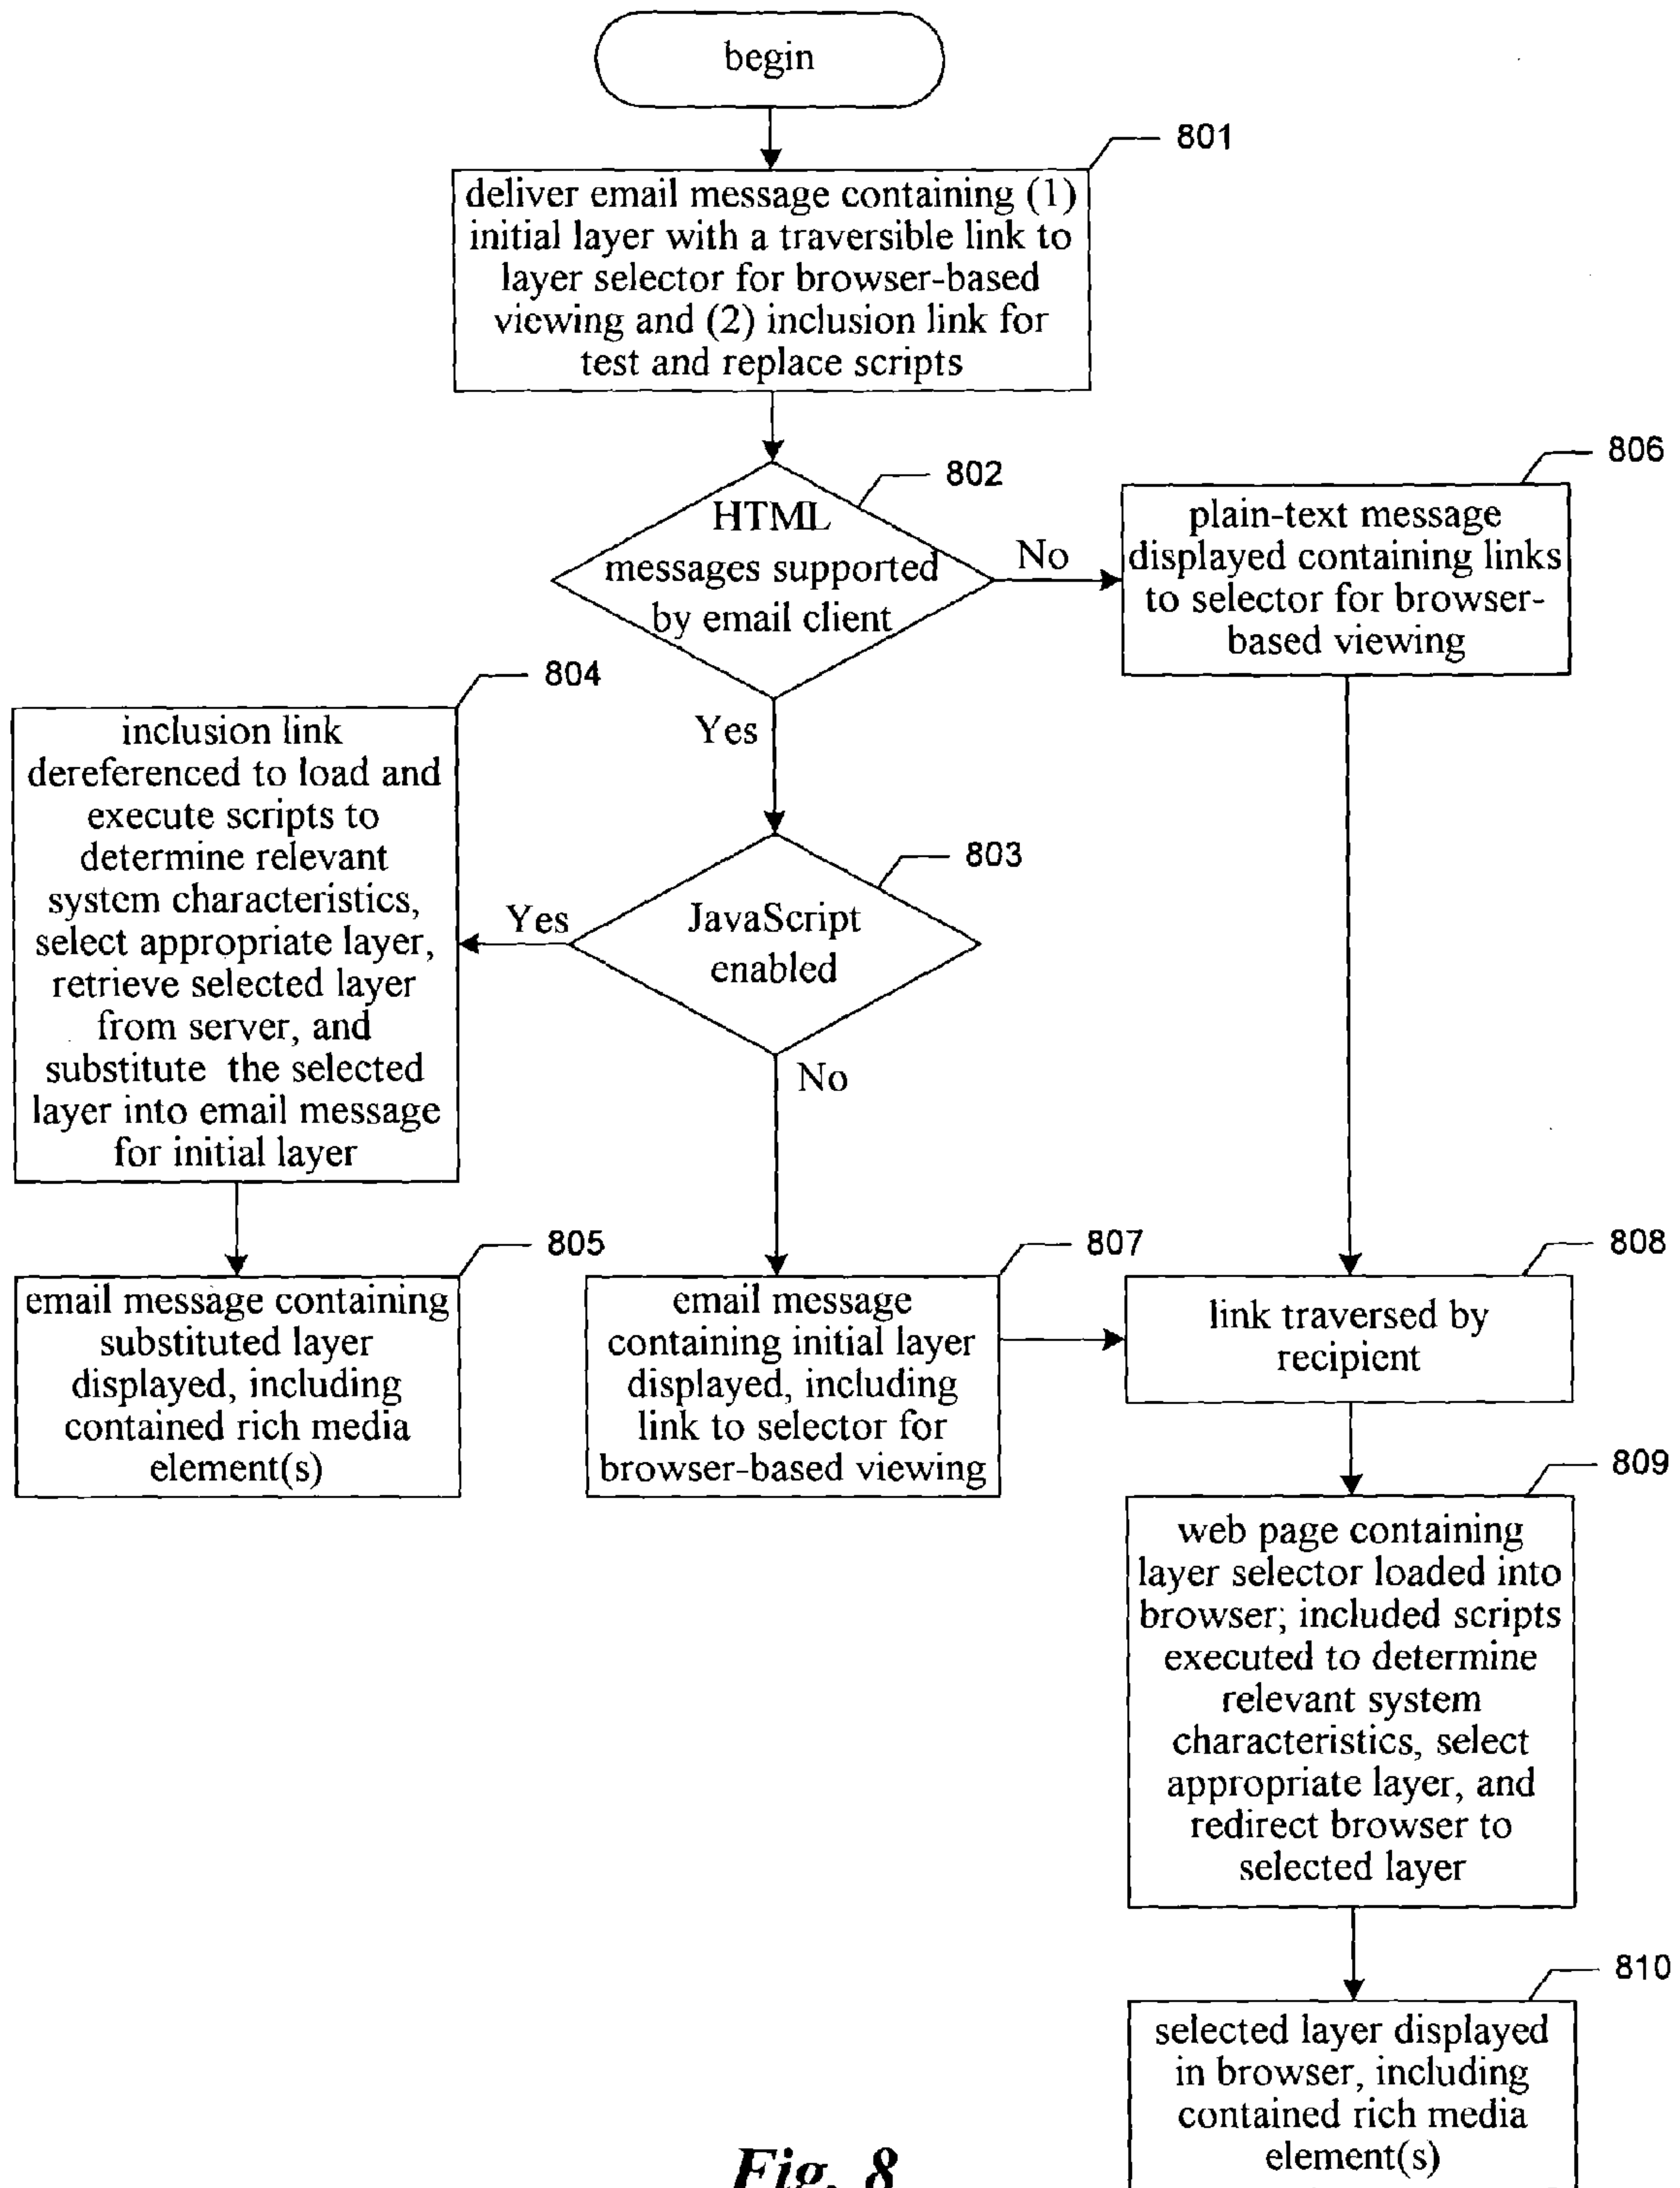 begin
801
deliver email message containing (1)
initial layer with a traversible link to
layer selector for browser-based
viewing and (2) inclusion link for
test and replace scripts
802
HTML
messages supported
by email client
No
806
plain-text message
displayed containing links
to selector for browser-
based viewing
Yes
804
inclusion link
dereferenced to load and
execute scripts to
determine relevant
system characteristics,
select appropriate layer,
retrieve selected layer
from server, and
substitute the selected
layer into email message
for initial layer
803
JavaScript
enabled
Yes
No
805
email message containing
substituted layer
displayed, including
contained rich media
element(s)
807
email message
containing initial layer
displayed, including
link to selector for
browser-based viewing
808
link traversed by
recipient
809
web page containing
layer selector loaded into
browser; included scripts
executed to determine
relevant system
characteristics, select
appropriate layer, and
redirect browser to
selected layer
810
selected layer displayed
in browser, including
contained rich media
element(s)
Fig. 8